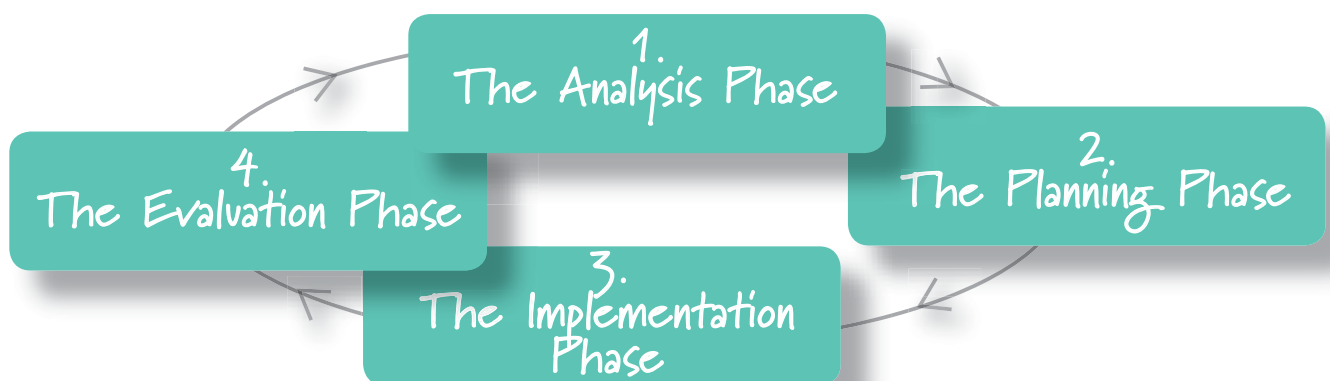 1.
The Analysis Phase
2.
The Planning Phase
3.
The Implementation
Phase
4.
The Evaluation Phase